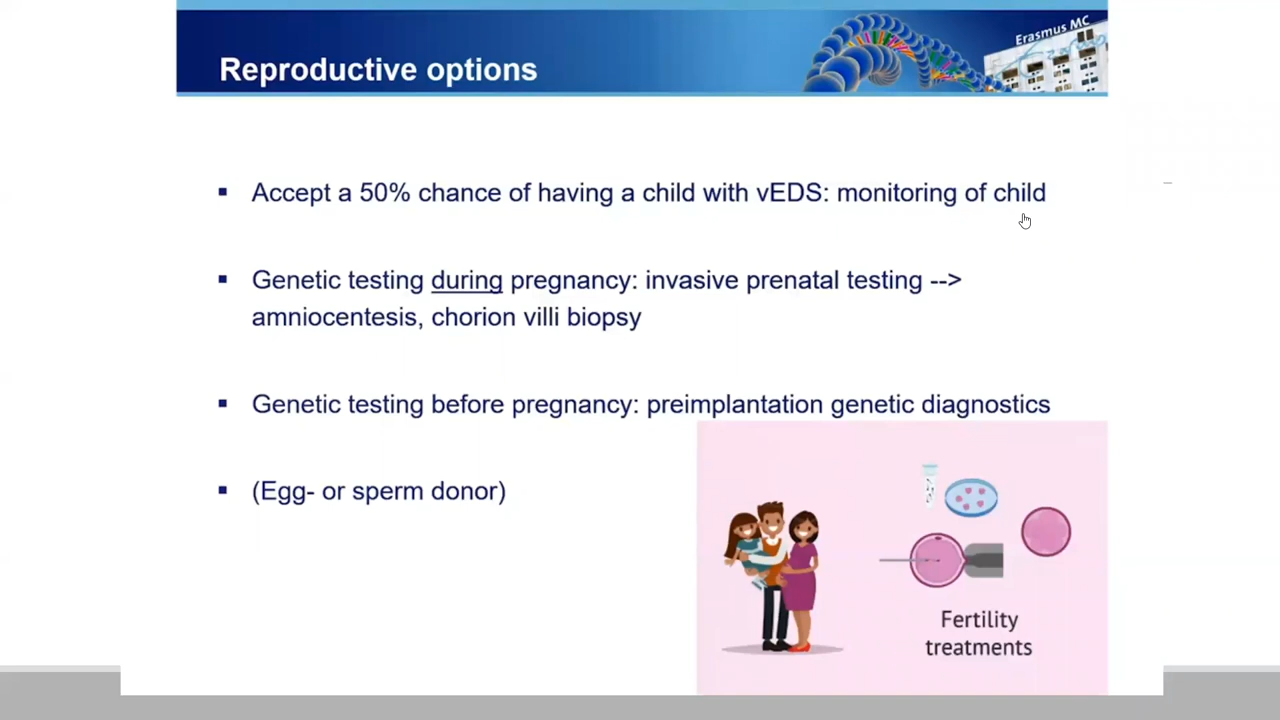 Erasmus MC
Reproductive options
▪ Accept a 50% chance of having a child with vEDS: monitoring of child
▪ Genetic testing during pregnancy: invasive prenatal testing -->
amniocentesis, chorion villi biopsy
▪ Genetic testing before pregnancy: preimplantation genetic diagnostics
▪ (Egg- or sperm donor)
Fertility
treatments